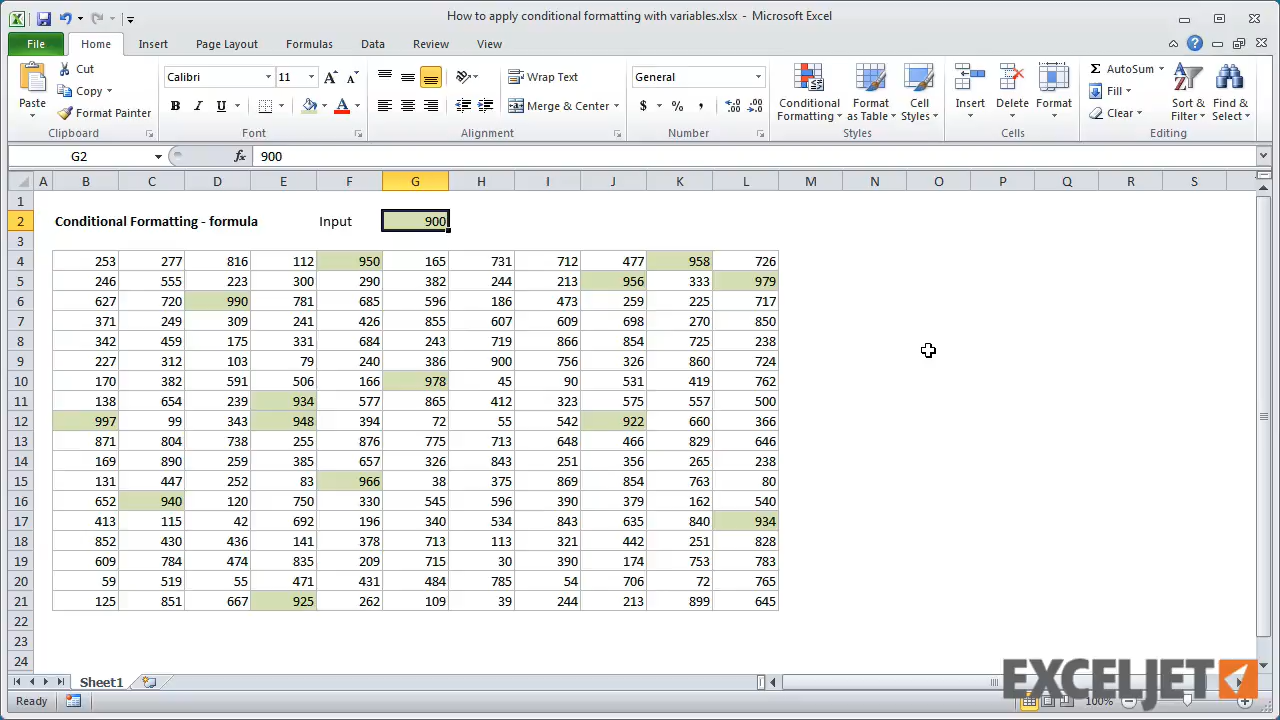 How to apply conditional formatting with variables.xlsx - Microsoft Excel
File Home Insert Page Layout Formulas Data Review View
Paste Cut Copy Format Painter Clipboard
Calibri 11 A A B I U A Font
Wrap Text Merge & Center Alignment
General $ % , .0 .00 .00 .0 Number
Conditional Formatting Format as Table Cell Styles Styles
Insert Delete Format Cells
Σ AutoSum Fill Clear Sort & Filter Find & Select Editing
G2 fx 900
A B C D E F G H I J K L M N O P Q R S
1
2 Conditional Formatting - formula Input 900
3
4 253 277 816 112 950 165 731 712 477 958 726
5 246 555 223 300 290 382 244 213 956 333 979
6 627 720 990 781 685 596 186 473 259 225 717
7 371 249 309 241 426 855 607 609 698 270 850
8 342 459 175 331 684 243 719 866 854 725 238
9 227 312 103 79 240 386 900 756 326 860 724
10 170 382 591 506 166 978 45 90 531 419 762
11 138 654 239 934 577 865 412 323 575 557 500
12 997 99 343 948 394 72 55 542 922 660 366
13 871 804 738 255 876 775 713 648 466 829 646
14 169 890 259 385 657 326 843 251 356 265 238
15 131 447 252 83 966 38 375 869 854 763 80
16 652 940 120 750 330 545 596 390 379 162 540
17 413 115 42 692 196 340 534 843 635 840 934
18 852 430 436 141 378 713 113 321 442 251 828
19 609 784 474 835 209 715 30 390 174 753 783
20 59 519 55 471 431 484 785 54 706 72 765
21 125 851 667 925 262 109 39 244 213 899 645
22
23
24
Sheet1
EXCELJET
Ready 100%